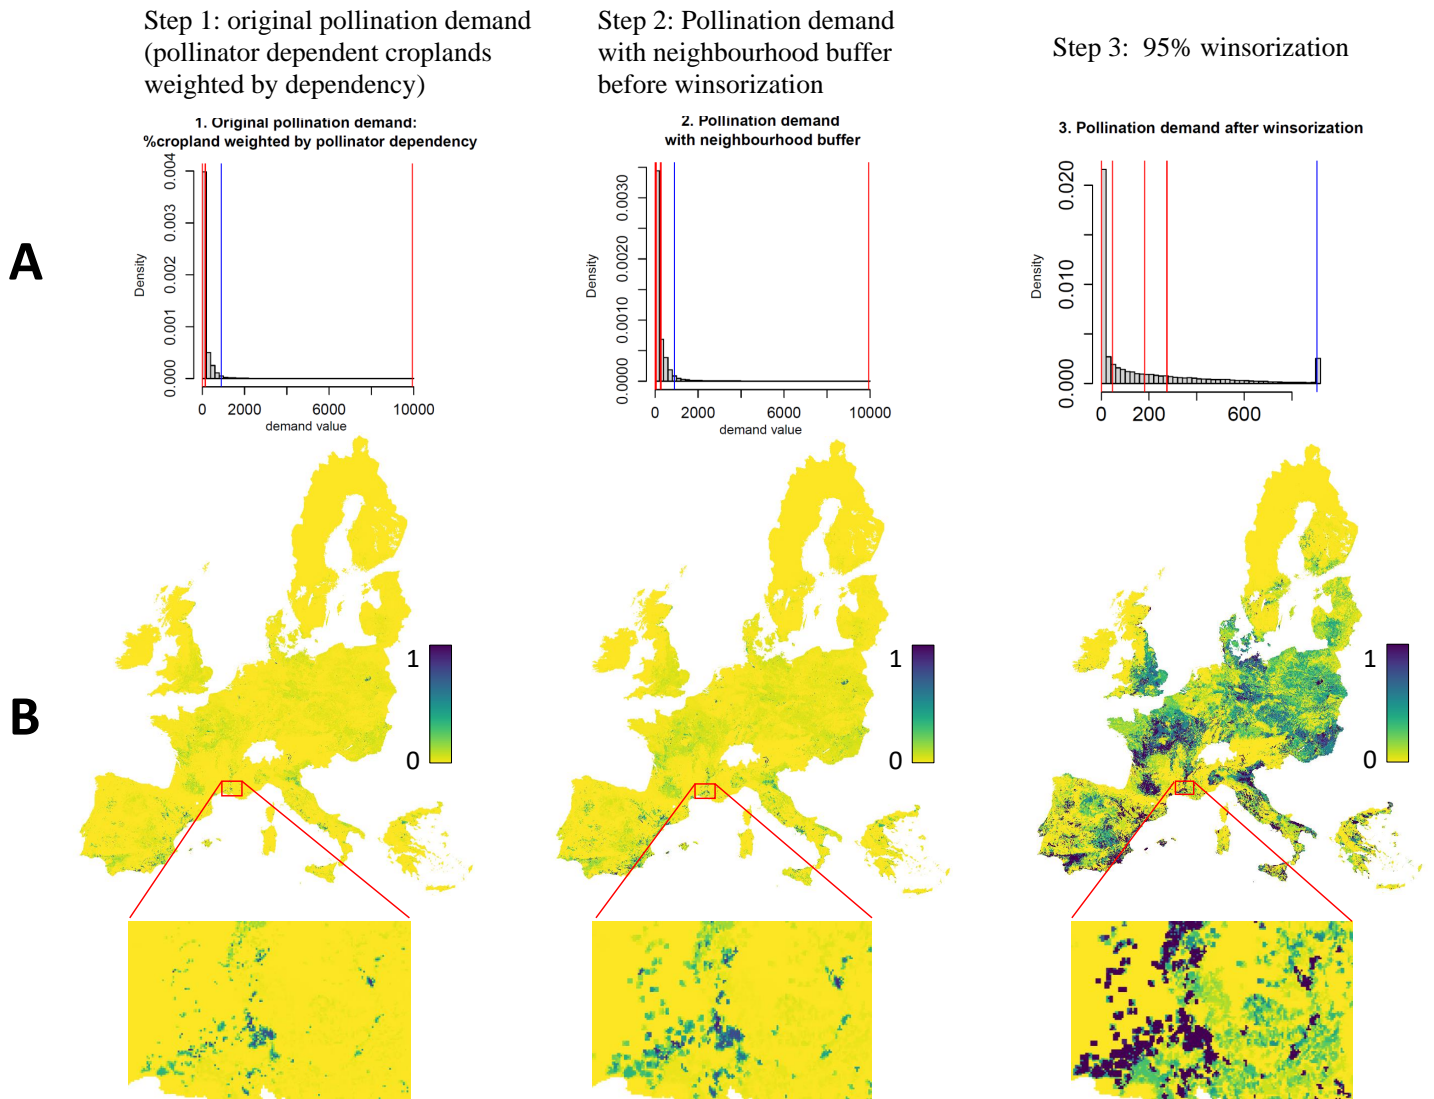 Step 1: original pollination demand
(pollinator dependent croplands
weighted by dependency)
Step 2: Pollination demand
with neighbourhood buffer
before winsorization
Step 3: 95% winsorization
1. Original pollination demand:
%cropland weighted by pollinator dependency
2. Pollination demand
with neighbourhood buffer
3. Pollination demand after winsorization
A
Density
0.000
0.001
0.002
0.003
0.004
0
2000
6000
10000
demand value
Density
0.0000
0.0010
0.0020
0.0030
0
2000
6000
10000
demand value
Density
0.000
0.010
0.020
0
200
600
B
1
0
1
0
1
0